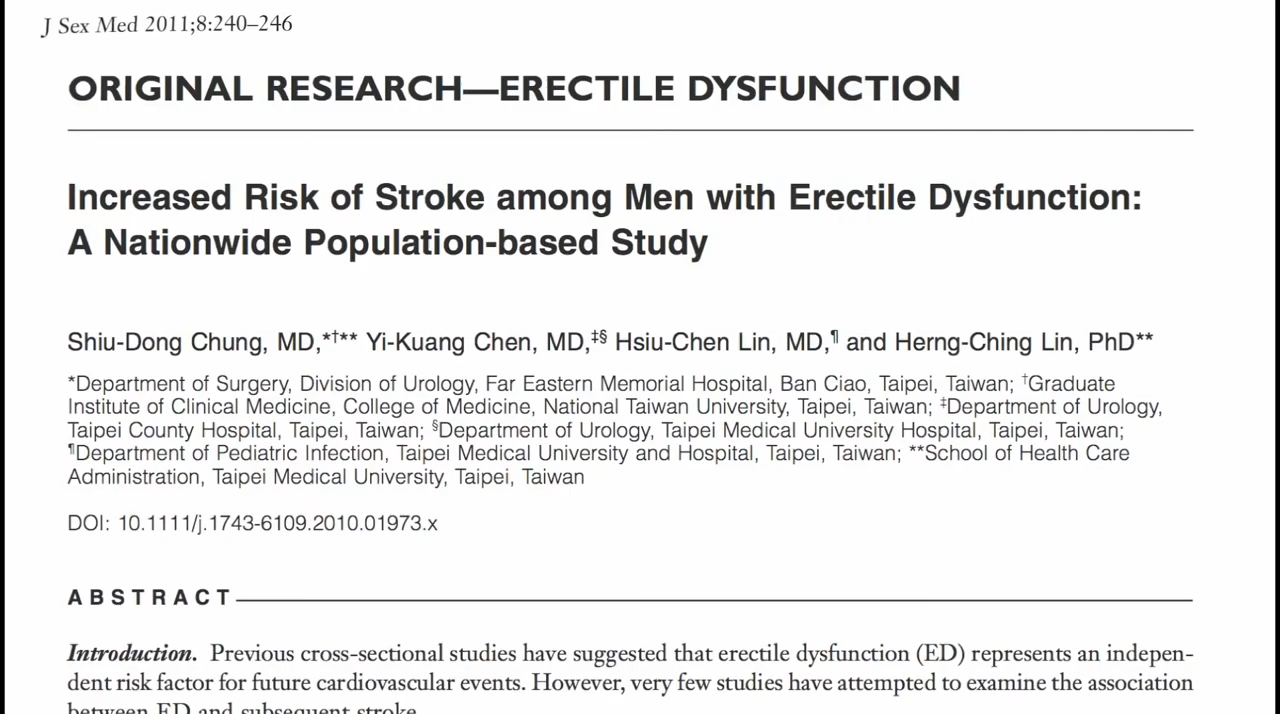 J Sex Med 2011;8:240–246
ORIGINAL RESEARCH—ERECTILE DYSFUNCTION
Increased Risk of Stroke among Men with Erectile Dysfunction:
A Nationwide Population-based Study
Shiu-Dong Chung, MD,*†** Yi-Kuang Chen, MD,‡§ Hsiu-Chen Lin, MD,¶ and Herng-Ching Lin, PhD**
*Department of Surgery, Division of Urology, Far Eastern Memorial Hospital, Ban Ciao, Taipei, Taiwan; †Graduate
Institute of Clinical Medicine, College of Medicine, National Taiwan University, Taipei, Taiwan; ‡Department of Urology,
Taipei County Hospital, Taipei, Taiwan; §Department of Urology, Taipei Medical University Hospital, Taipei, Taiwan;
¶Department of Pediatric Infection, Taipei Medical University and Hospital, Taipei, Taiwan; **School of Health Care
Administration, Taipei Medical University, Taipei, Taiwan
DOI: 10.1111/j.1743-6109.2010.01973.x
ABSTRACT
Introduction. Previous cross-sectional studies have suggested that erectile dysfunction (ED) represents an indepen-
dent risk factor for future cardiovascular events. However, very few studies have attempted to examine the association
between ED and subsequent stroke.